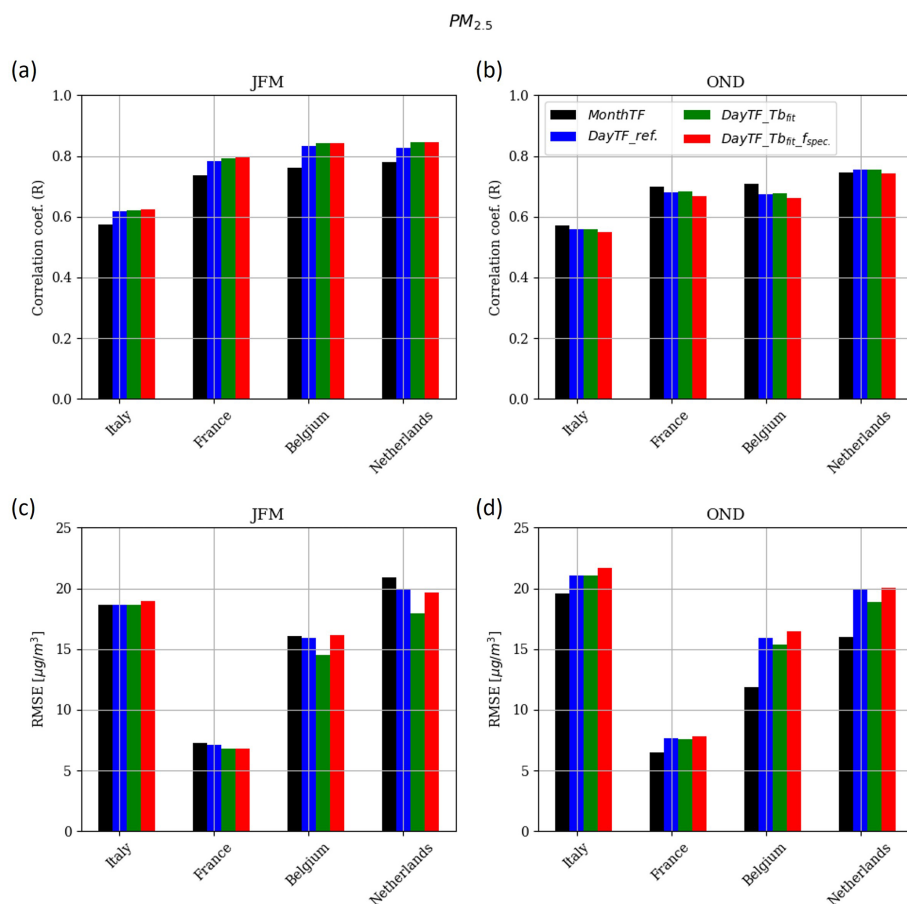 PM2.5
(a)
JFM
Correlation coef. (R)
1.0
0.8
0.6
0.4
0.2
0.0
Italy
France
Belgium
Netherlands
(b)
OND
MonthTF
DayTF_ref.
DayTF_Tbfit
DayTF_Tbfit_fspec.
Correlation coef. (R)
1.0
0.8
0.6
0.4
0.2
0.0
Italy
France
Belgium
Netherlands
(c)
JFM
RMSE [μg/m³]
25
20
15
10
5
0
Italy
France
Belgium
Netherlands
(d)
OND
RMSE [μg/m³]
25
20
15
10
5
0
Italy
France
Belgium
Netherlands